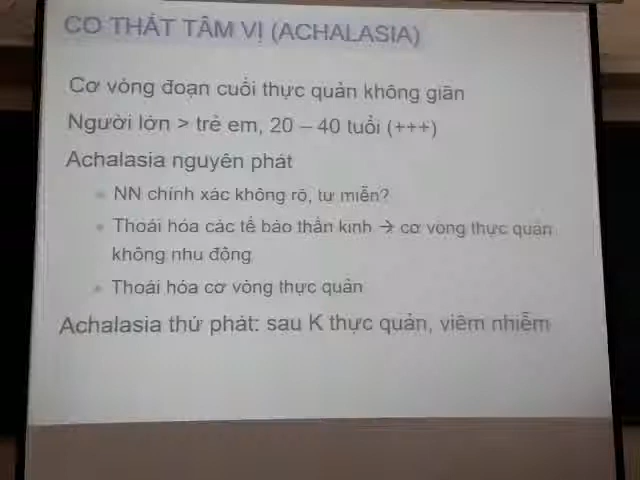 CO THẮT TÂM VỊ (ACHALASIA)
Cơ vòng đoạn cuối thực quản không giãn
Người lớn > trẻ em, 20 – 40 tuổi (+++)
Achalasia nguyên phát
NN chính xác không rõ, tự miễn?
Thoái hóa các tế bào thần kinh → cơ vòng thực quản
không nhu động
Thoái hóa cơ vòng thực quản
Achalasia thứ phát: sau K thực quản, viêm nhiễm